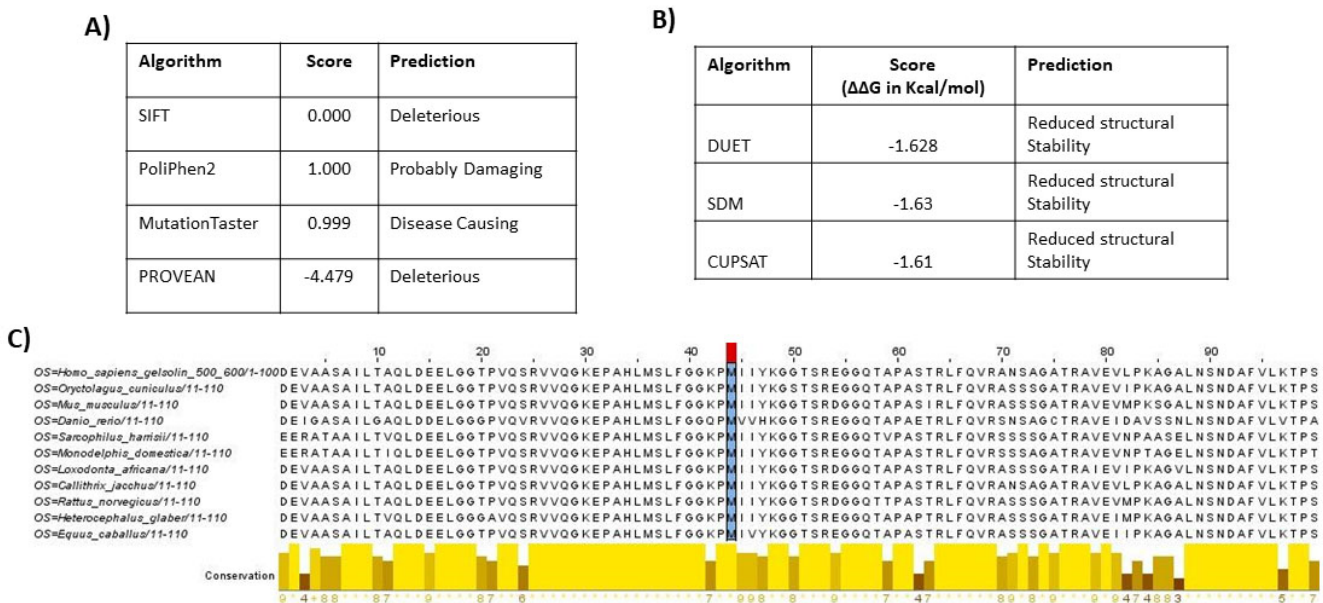 A)
Algorithm Score Prediction
SIFT 0.000 Deleterious
PoliPhen2 1.000 Probably Damaging
MutationTaster 0.999 Disease Causing
PROVEAN -4.479 Deleterious
B)
Algorithm Score Prediction
(ΔΔG in Kcal/mol)
DUET -1.628 Reduced structural
Stability
SDM -1.63 Reduced structural
Stability
CUPSAT -1.61 Reduced structural
Stability
C)
10 20 30 40 50 60 70 80 90
OS=Homo_sapiens_gelsolin_500_600/1-100 DEVAASAILTAQLDEELGGTPVQSRVVQGKEPAHLMSLFGGKPMIIYKGGTSREGGQTAPASTRLFQVRANSAGATRAVEVLPKAGALNSNDAFVLKTPS
OS=Oryctolagus_cuniculus/11-110 DEVAASAILTAQLDEELGGTPVQSRVVQGKEPAHLMSLFGGKPMIIYKGGTSREGGQTAPASTRLFQVRASSSGATRAVEVIPKAGALNSNDAFVLKTPS
OS=Mus_musculus/11-110 DEVAASAILTAQLDEELGGTPVQSRVVQGKEPAHLMSLFGGKPMIIYKGGTSRDGGQTAPASIRLFQVRASSSGATRAVEVMPKSGALNSNDAFVLKTPS
OS=Danio_rerio/11-110 DEIGASAILGAQLDEELGGTPVQVRVVQGKEPAHLMSLFGGQPMVVHKGGTSREGGQTAPAETRLFQVRSNSAGCTRAVEIDAVSSNLNSNDAFVLVTPA
OS=Sarcophilus_harrisii/11-110 EERATAAILTVQLDEELGGTPVQSRVVQGKEPAHLMSLFGGKPMIIYKGGTSREGGQTVPASTRLFQVRSSSSGATRAVEVNPAASELNSNDAFVLKTPS
OS=Monodelphis_domestica/11-110 EERATAAILTIQLDEELGGTPVQSRVVQGKEPAHLMSLFGGKPMIIYKGGTSREGGQTAPASTRLFQVRSSSSGATRAVEVNPTAGELNSNDAFVLKTPT
OS=Loxodonta_africana/11-110 DEVAASAILTAQLDEELGGTPVQSRVVQGKEPAHLMSLFGGKPMIIYKGGTSREGGQTAPASTRLFQVRASSSGATRAIEVIPKAGVLNSNDAFVLKTPS
OS=Callithrix_jacchus/11-110 DEVAASAILTAQLDEELGGTPVQSRVVQGKEPAHLMSLFGGKPMIIYKGGTSREGGQTAPASTRLFQVRANSAGATRAVEVLPKAGALNSNDAFVLKTPS
OS=Rattus_norvegicus/11-110 DEVAASAILTAQLDEELGGTPVQSRVVQGKEPAHLMSLFGGKPMIIYKGGTSRDGGQTTPASTRLFQVRASSSGATRAVEVMPKAGALNSNDAFVLKTPS
OS=Heterocephalus_glaber/11-110 DEVAASAILTVQLDEELGGGAVQSRVVQGKEPAHLMSLFGGKPMIVYKGGTSREGGQTAPAPTRLFQVRASSSGATRAVEIMPKAGALNSNDAFVLKTPS
OS=Equus_caballus/11-110 DEVAASAILTAQLDEELGGTPVQSRVVQGKEPAHLMSLFGGKPMIIYKGGTSREGGQTAPASTRLFQVRASSSGATRAVEIIPKAGALNSNDAFVLKTPS
Conservation